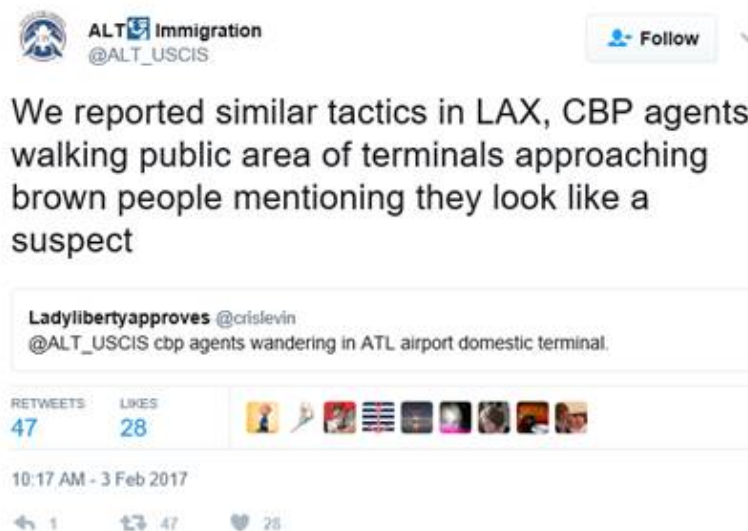 ALT Immigration
@ALT_USCIS
Follow
We reported similar tactics in LAX, CBP agents
walking public area of terminals approaching
brown people mentioning they look like a
suspect
Ladylibertyapproves @crislevin
@ALT_USCIS cbp agents wandering in ATL airport domestic terminal.
RETWEETS LIKES
47 28
10:17 AM - 3 Feb 2017
1 47 28